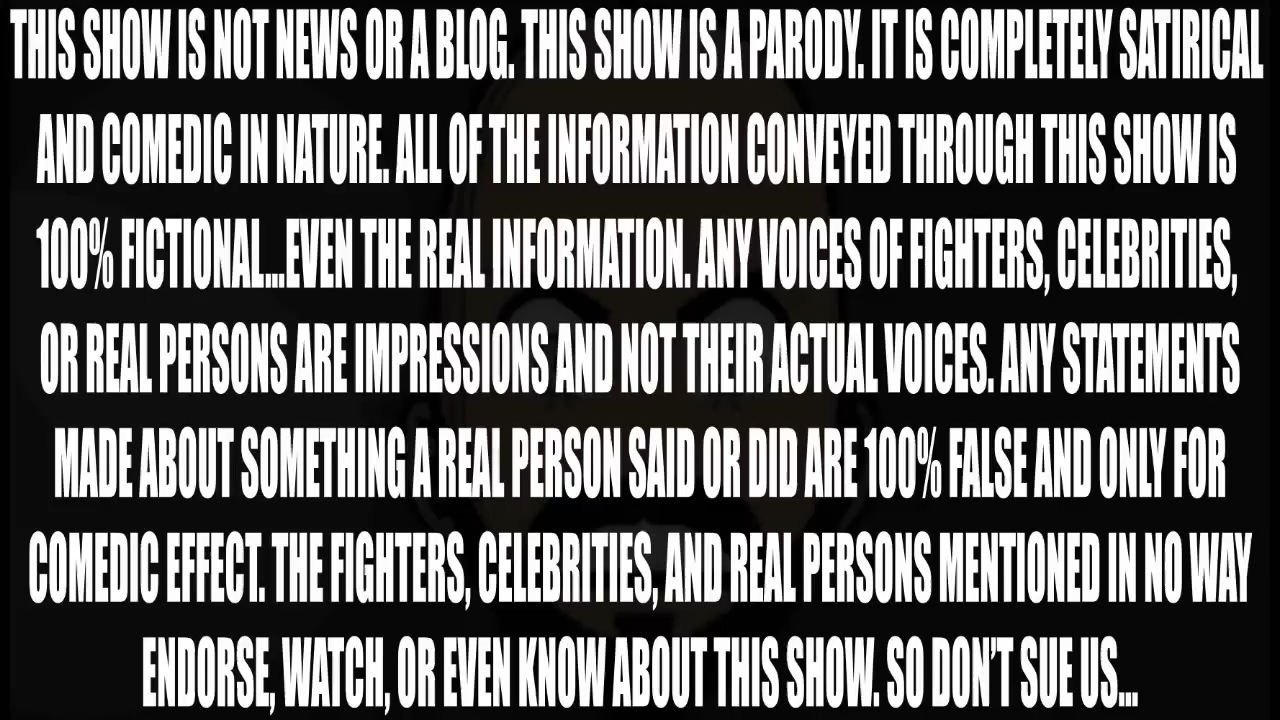 THIS SHOW IS NOT NEWS OR A BLOG. THIS SHOW IS A PARODY. IT IS COMPLETELY SATIRICAL
AND COMEDIC IN NATURE. ALL OF THE INFORMATION CONVEYED THROUGH THIS SHOW IS
100% FICTIONAL...EVEN THE REAL INFORMATION. ANY VOICES OF FIGHTERS, CELEBRITIES,
OR REAL PERSONS ARE IMPRESSIONS AND NOT THEIR ACTUAL VOICES. ANY STATEMENTS
MADE ABOUT SOMETHING A REAL PERSON SAID OR DID ARE 100% FALSE AND ONLY FOR
COMEDIC EFFECT. THE FIGHTERS, CELEBRITIES, AND REAL PERSONS MENTIONED IN NO WAY
ENDORSE, WATCH, OR EVEN KNOW ABOUT THIS SHOW. SO DON'T SUE US...